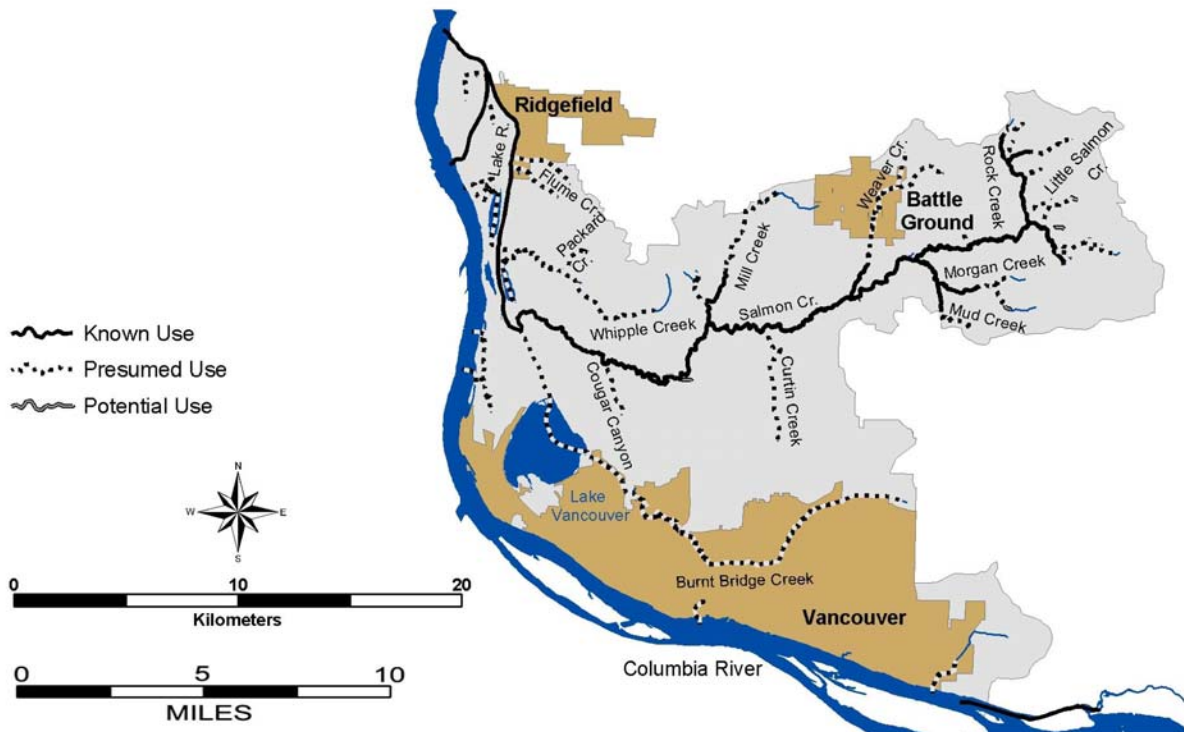 Ridgefield
Lake R.
Flume Cr.
Packard
Cr.
Weaver Cr.
Battle
Ground
Rock Creek
Little Salmon
Cr.
Mill Creek
Morgan Creek
Salmon Cr.
Mud Creek
Whipple Creek
Cougar Canyon
Curtin Creek
Known Use
Presumed Use
Potential Use
N
W
E
S
Lake
Vancouver
Burnt Bridge Creek
Vancouver
Columbia River
0 10 20
Kilometers
0 5 10
MILES